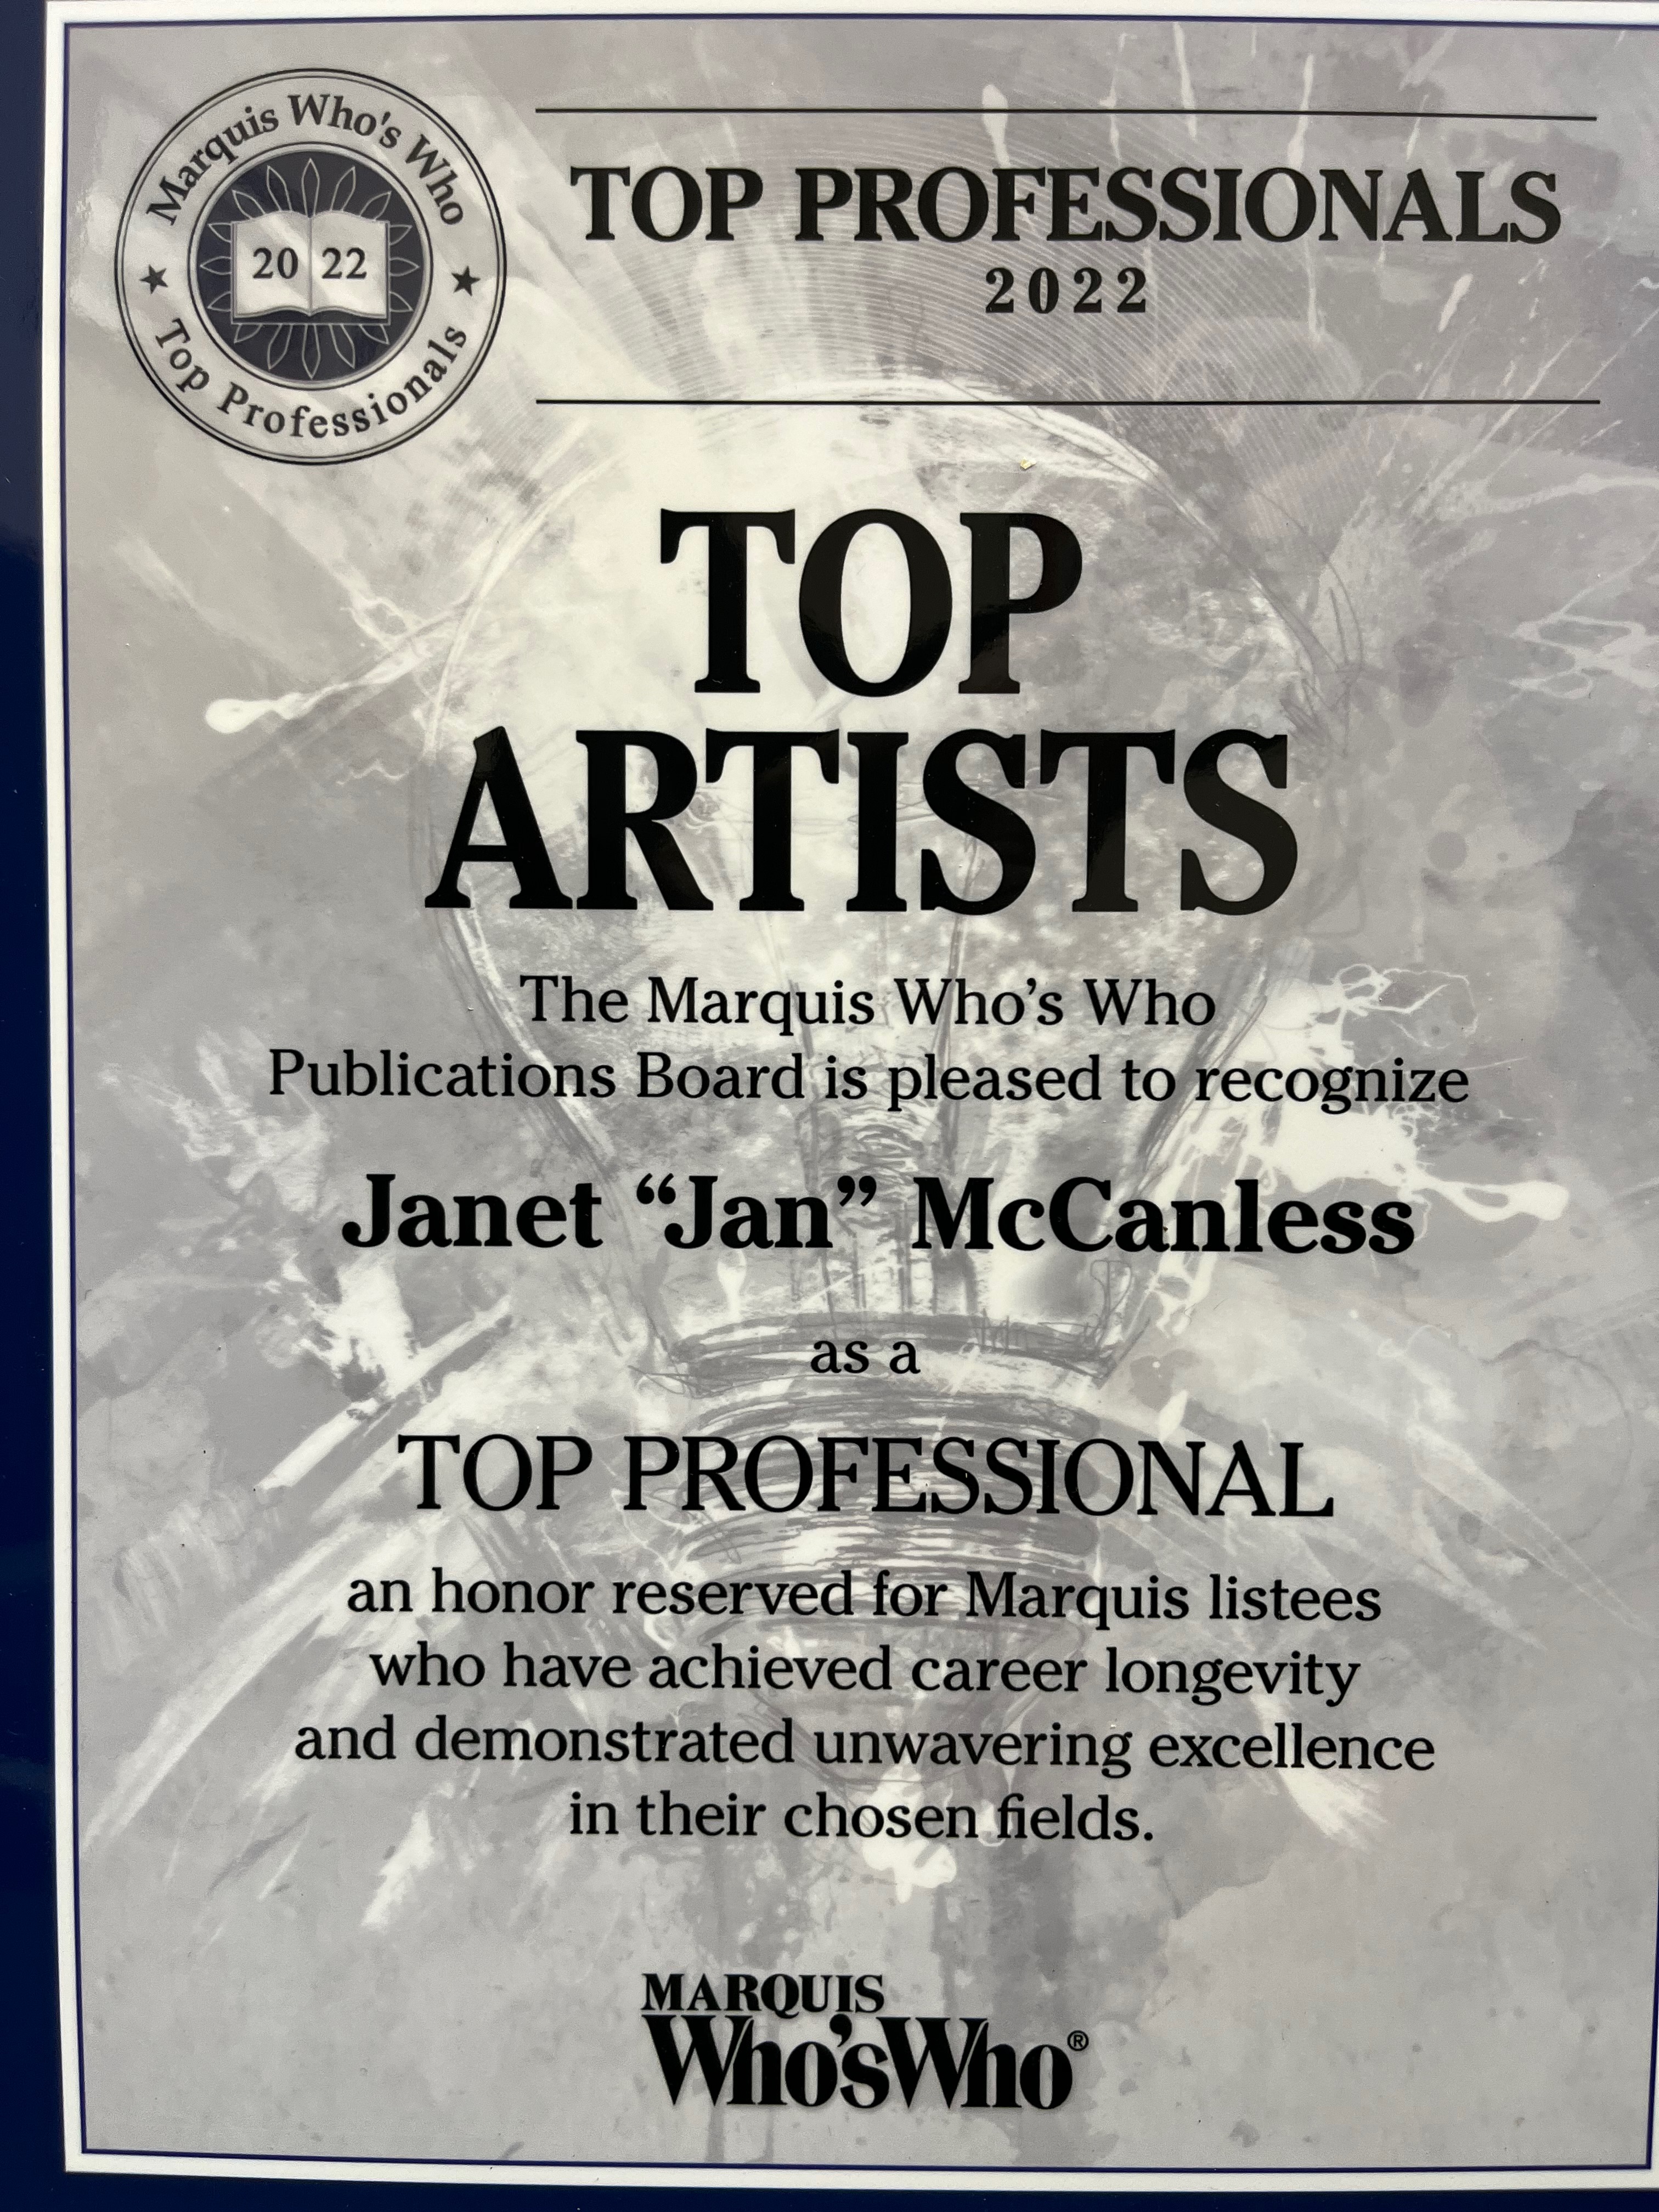 Marquis Who's Who
20 22
Top Professionals
TOP PROFESSIONALS
2022
TOP
ARTISTS
The Marquis Who’s Who
Publications Board is pleased to recognize
Janet “Jan” McCanless
as a
TOP PROFESSIONAL
an honor reserved for Marquis listees
who have achieved career longevity
and demonstrated unwavering excellence
in their chosen fields.
MARQUIS
Who’sWho®